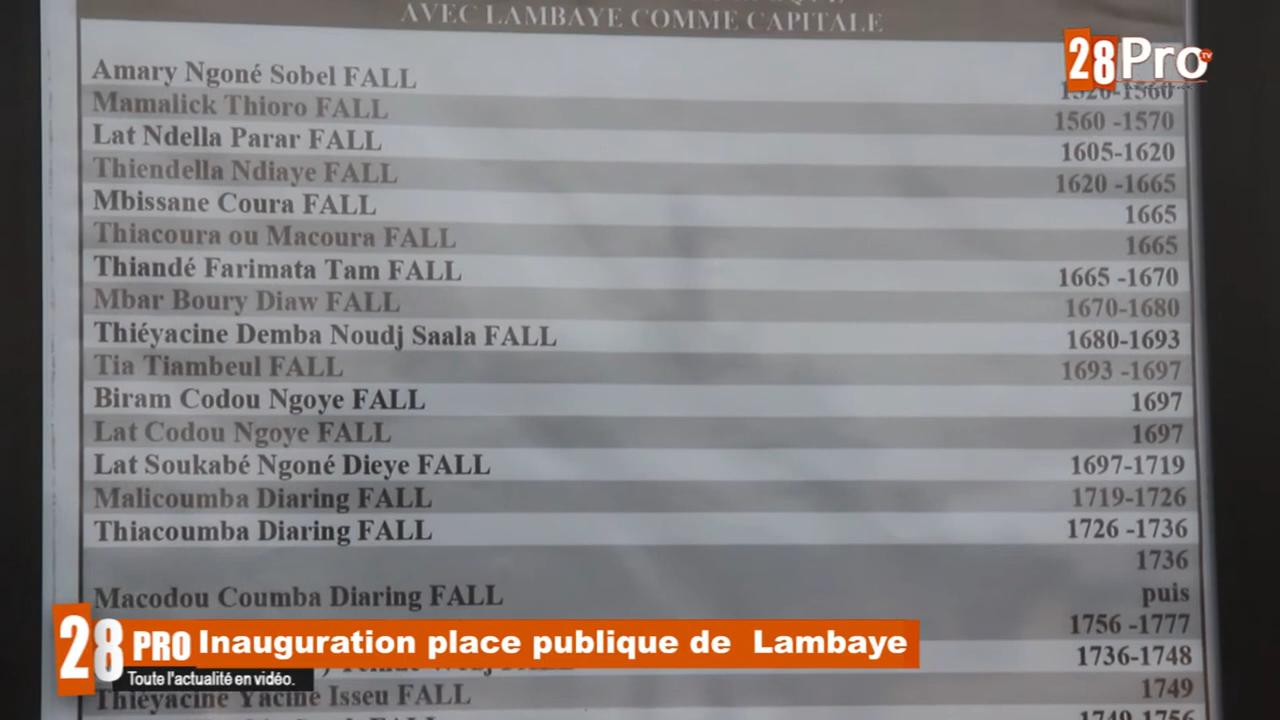 AVEC LAMBAYE COMME CAPITALE
28Pro TV
Amary Ngoné Sobel FALL 1520-1560
Mamalick Thioro FALL 1560 -1570
Lat Ndella Parar FALL 1605-1620
Thiendella Ndiaye FALL 1620 -1665
Mbissane Coura FALL 1665
Thiacoura ou Macoura FALL 1665
Thiandé Farimata Tam FALL 1665 -1670
Mbar Boury Diaw FALL 1670-1680
Thiéyacine Demba Noudj Saala FALL 1680-1693
Tia Tiambeul FALL 1693 -1697
Biram Codou Ngoye FALL 1697
Lat Codou Ngoye FALL 1697
Lat Soukabé Ngoné Dieye FALL 1697-1719
Malicoumba Diaring FALL 1719-1726
Thiacoumba Diaring FALL 1726 -1736
1736
Macodou Coumba Diaring FALL puis
1756 -1777
28 PRO Inauguration place publique de Lambaye
1736-1748
Toute l'actualité en vidéo.
Thiéyacine Yacine Isseu FALL 1749
1749-1756